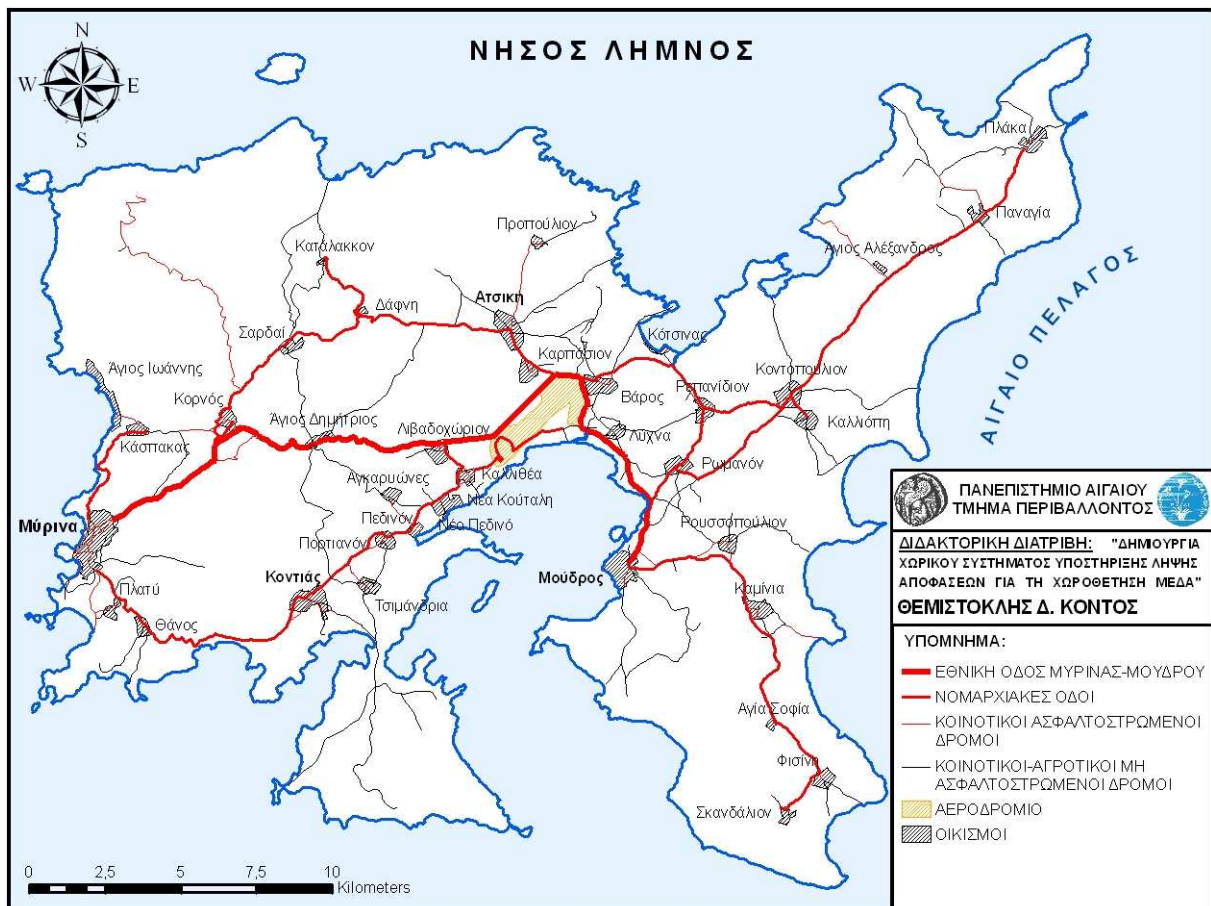 ΝΗΣΟΣ ΛΗΜΝΟΣ
N
W
E
S
Πλάκα
Παναγία
Άγιος Αλέξανδρος
Προπούλιον
Κατάλακκον
Δάφνη
Ατσική
Σαρδαί
Κότσινας
Καρπάσιον
Άγιος Ιωάννης
Κοντοπούλιον
Ρεπανίδιον
Βάρος
Κορνός
Άγιος Δημήτριος
Λιβαδοχώριον
Λύχνα
Καλλιόπη
Κάσπακας
Ρωμανόν
Καλλιθέα
Αγκαρυώνες
Νέα Κούταλη
Πεδινόν
Νέο Πεδινό
Μύρινα
Πορτιανόν
Ρουσσοπούλιον
Μούδρος
Κοντιάς
Καμίνια
Πλατύ
Τσιμάνδρια
Θάνος
Αγία Σοφία
Φισίνη
Σκανδάλιον
ΑΙΓΑΙΟ ΠΕΛΑΓΟΣ
0 2,5 5 7,5 10
Kilometers
ΠΑΝΕΠΙΣΤΗΜΙΟ ΑΙΓΑΙΟΥ
ΤΜΗΜΑ ΠΕΡΙΒΑΛΛΟΝΤΟΣ
ΔΙΔΑΚΤΟΡΙΚΗ ΔΙΑΤΡΙΒΗ: "ΔΗΜΙΟΥΡΓΙΑ
ΧΩΡΙΚΟΥ ΣΥΣΤΗΜΑΤΟΣ ΥΠΟΣΤΗΡΙΞΗΣ ΛΗΨΗΣ
ΑΠΟΦΑΣΕΩΝ ΓΙΑ ΤΗ ΧΩΡΟΘΕΤΗΣΗ ΜΕΔΑ"
ΘΕΜΙΣΤΟΚΛΗΣ Δ. ΚΟΝΤΟΣ
ΥΠΟΜΝΗΜΑ:
ΕΘΝΙΚΗ ΟΔΟΣ ΜΥΡΙΝΑΣ-ΜΟΥΔΡΟΥ
ΝΟΜΑΡΧΙΑΚΕΣ ΟΔΟΙ
ΚΟΙΝΟΤΙΚΟΙ ΑΣΦΑΛΤΟΣΤΡΩΜΕΝΟΙ
ΔΡΟΜΟΙ
ΚΟΙΝΟΤΙΚΟΙ-ΑΓΡΟΤΙΚΟΙ ΜΗ
ΑΣΦΑΛΤΟΣΤΡΩΜΕΝΟΙ ΔΡΟΜΟΙ
ΑΕΡΟΔΡΟΜΙΟ
ΟΙΚΙΣΜΟΙ